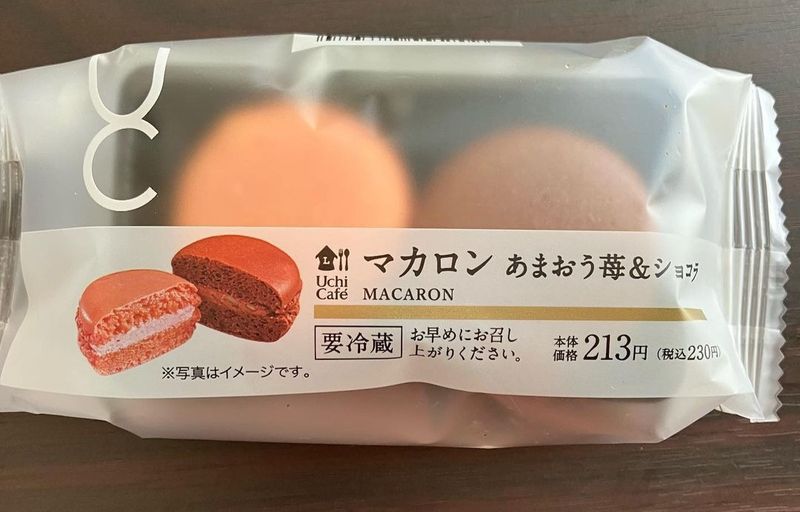 UC
Uchi
Café
マカロン あまおう苺&ショコラ
MACARON
要冷蔵
お早めにお召し
上がりください。
本体
価格 213円 (税込230円)
※写真はイメージです。